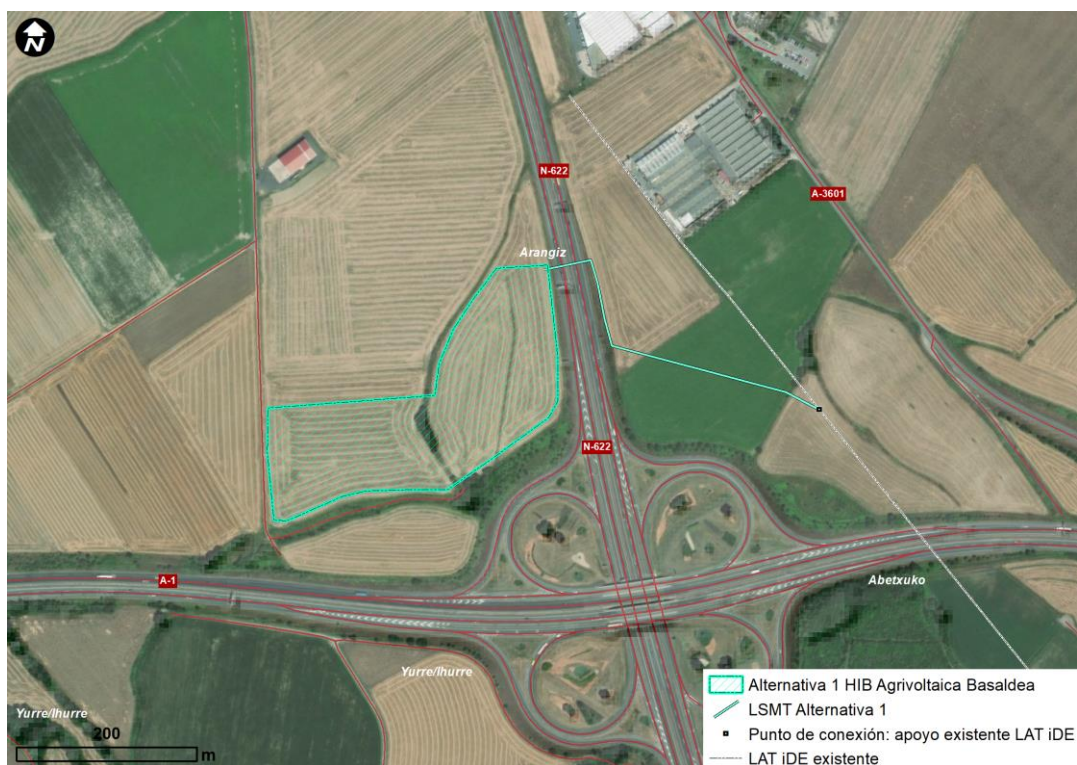 N
N-622
A-3601
Arangiz
N-622
A-1
Abetxuko
Yurre/Ihurre
Yurre/Ihurre
200
m
Alternativa 1 HIB Agrivoltaica Basaldea
LSMT Alternativa 1
Punto de conexión: apoyo existente LAT iDE
LAT iDE existente